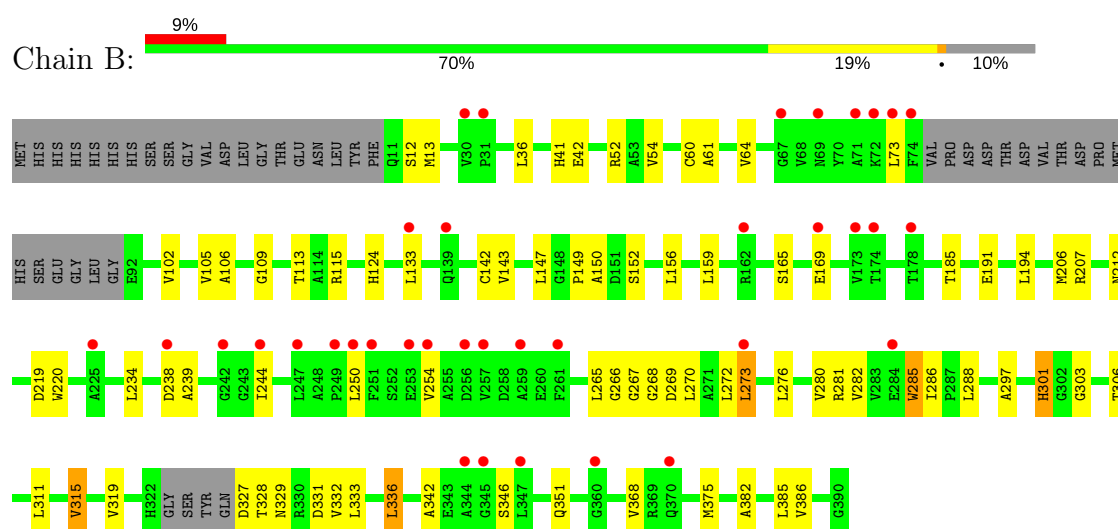 9%
Chain B:
70% 19% • 10%
MET HIS HIS HIS HIS HIS HIS SER SER GLY VAL ASP LEU GLY THR GLU ASN LEU TYR PHE Q11 S12 M13 V30 P31 L36 H41 E42 R52 A53 V54 C60 A61 V64 G67 V68 N69 Y70 A71 K72 L73 F74 VAL PRO ASP ASP THR ASP VAL THR ASP PRO MET
HIS SER GLU GLY LEU GLY E92 V102 V105 A106 G109 T113 A114 R115 H124 L133 Q139 C142 V143 L147 G148 P149 A150 D151 S152 L156 L159 R162 S165 E169 V173 T174 T178 T185 E191 L194 M206 R207 N212
D219 W220 A225 L234 D238 A239 G242 G243 I244 L247 A248 P249 L250 F251 S252 E253 V254 A255 D256 V257 D258 A259 E260 F261 L265 G266 G267 G268 D269 L270 A271 L272 L273 L276 V280 R281 V282 V283 E284 W285 I286 P287 L288 A297 H301 G302 G303 T306
L311 V315 V319 H322 GLY SER TYR GLN D327 T328 N329 R330 D331 V332 L333 L336 A342 E343 A344 G345 S346 L347 Q351 G360 V368 R369 Q370 M375 A382 L385 V386 G390